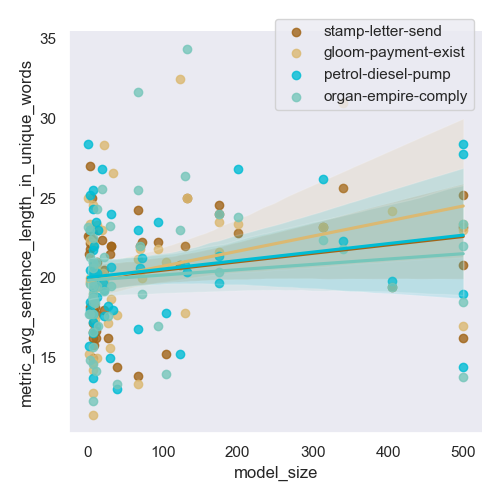 stamp-letter-send
gloom-payment-exist
petrol-diesel-pump
organ-empire-comply
metric_avg_sentence_length_in_unique_words
35
30
25
20
15
0
100
200
300
400
500
model_size